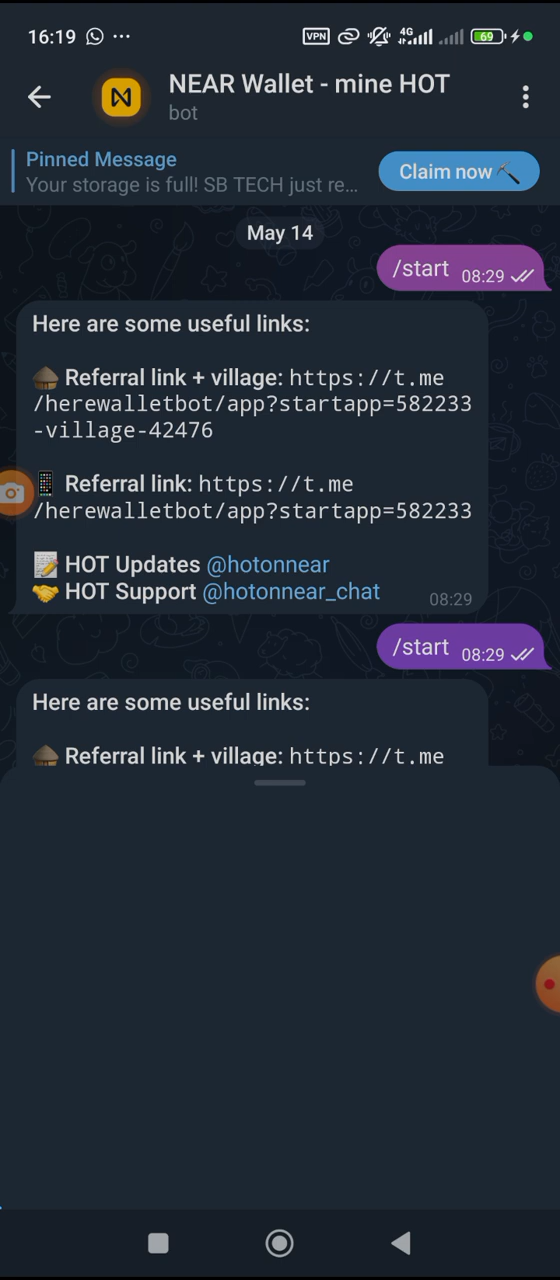 16:19
VPN 4G 69
NEAR Wallet - mine HOT
bot
Pinned Message
Your storage is full! SB TECH just re...
Claim now
May 14
/start 08:29
Here are some useful links:
Referral link + village: https://t.me
/herewalletbot/app?startapp=582233
-village-42476
Referral link: https://t.me
/herewalletbot/app?startapp=582233
HOT Updates @hotonnear
HOT Support @hotonnear_chat
08:29
/start 08:29
Here are some useful links:
Referral link + village: https://t.me